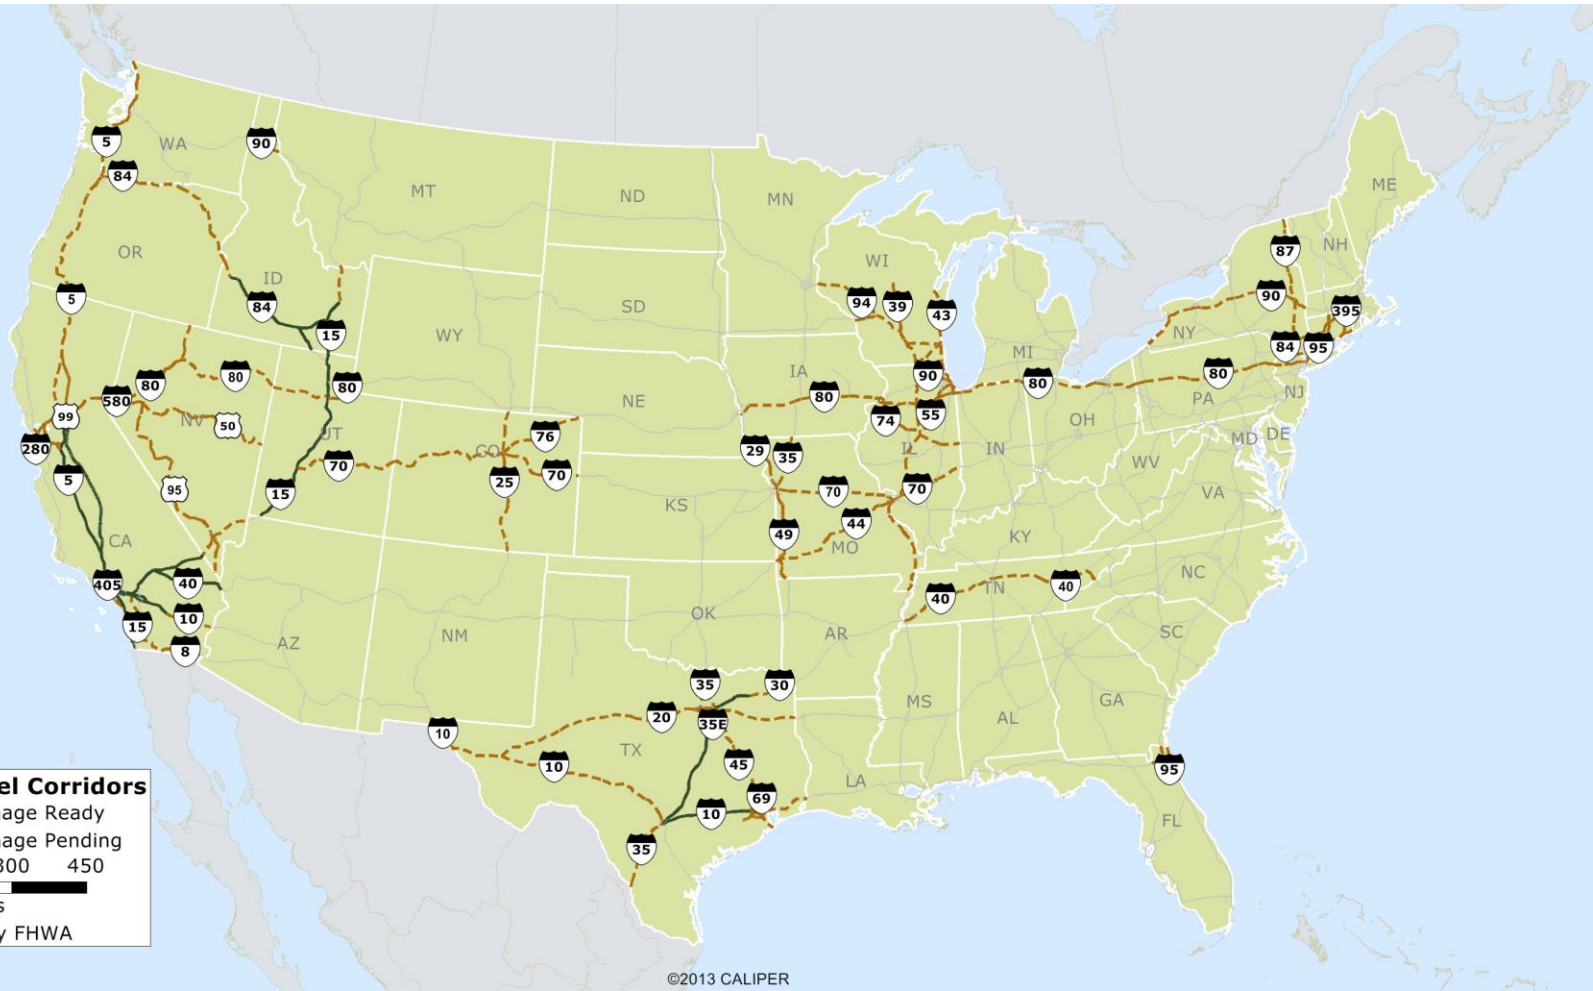 5
WA
90
84
MT
ND
MN
ME
OR
ID
WI
87
NH
5
84
15
WY
SD
94
39
43
90
395
NY
MI
84
95
80
80
580
80
NE
IA
80
90
80
80
PA
NJ
99
NV
50
UT
CO
76
74
55
OH
280
5
95
15
70
25
70
29
35
IL
IN
MD
DE
WV
VA
KS
70
70
CA
49
44
MO
KY
405
40
10
15
8
AZ
NM
OK
AR
40
TN
40
NC
SC
MS
AL
GA
10
20
35
30
35E
TX
10
45
69
10
LA
35
95
FL
el Corridors
age Ready
age Pending
300 450
s
y FHWA
©2013 CALIPER